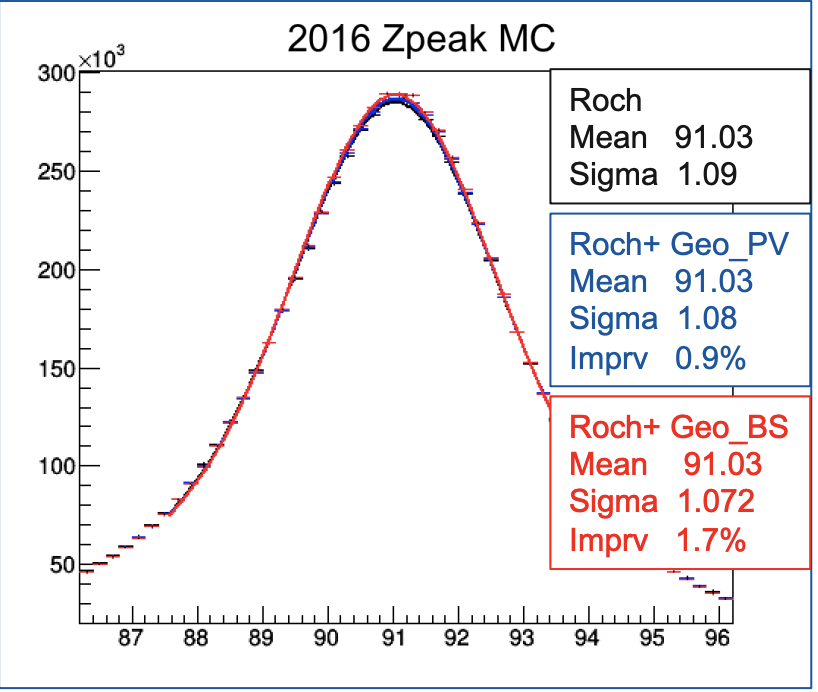 2016 Zpeak MC
×10³
300
250
200
150
100
50
87 88 89 90 91 92 93 94 95 96
Roch
Mean 91.03
Sigma 1.09
Roch+ Geo_PV
Mean 91.03
Sigma 1.08
Imprv 0.9%
Roch+ Geo_BS
Mean 91.03
Sigma 1.072
Imprv 1.7%